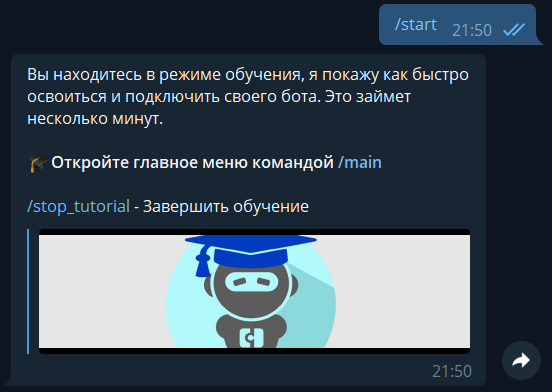 /start 21:50
Вы находитесь в режиме обучения, я покажу как быстро
освоиться и подключить своего бота. Это займет
несколько минут.
🎓Откройте главное меню командой /main
/stop_tutorial - Завершить обучение
21:50